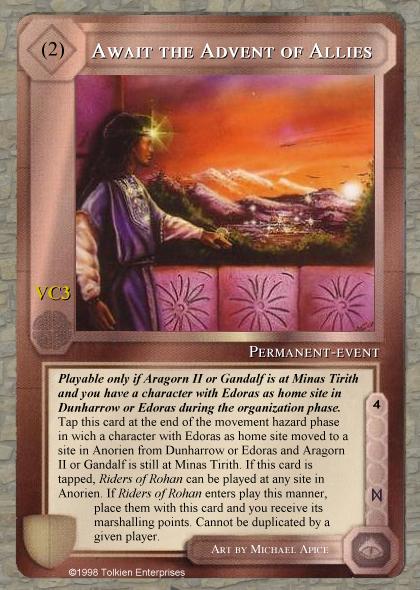 (2)
AWAIT THE ADVENT OF ALLIES
VC3
PERMANENT-EVENT
Playable only if Aragorn II or Gandalf is at Minas Tirith
and you have a character with Edoras as home site in
Dunharrow or Edoras during the organization phase.
Tap this card at the end of the movement hazard phase
in wich a character with Edoras as home site moved to a
site in Anorien from Dunharrow or Edoras and Aragorn
II or Gandalf is still at Minas Tirith. If this card is
tapped, Riders of Rohan can be played at any site in
Anorien. If Riders of Rohan enters play this manner,
place them with this card and you receive its
marshalling points. Cannot be duplicated by a
given player.
4
ART BY MICHAEL APICE
©1998 Tolkien Enterprises